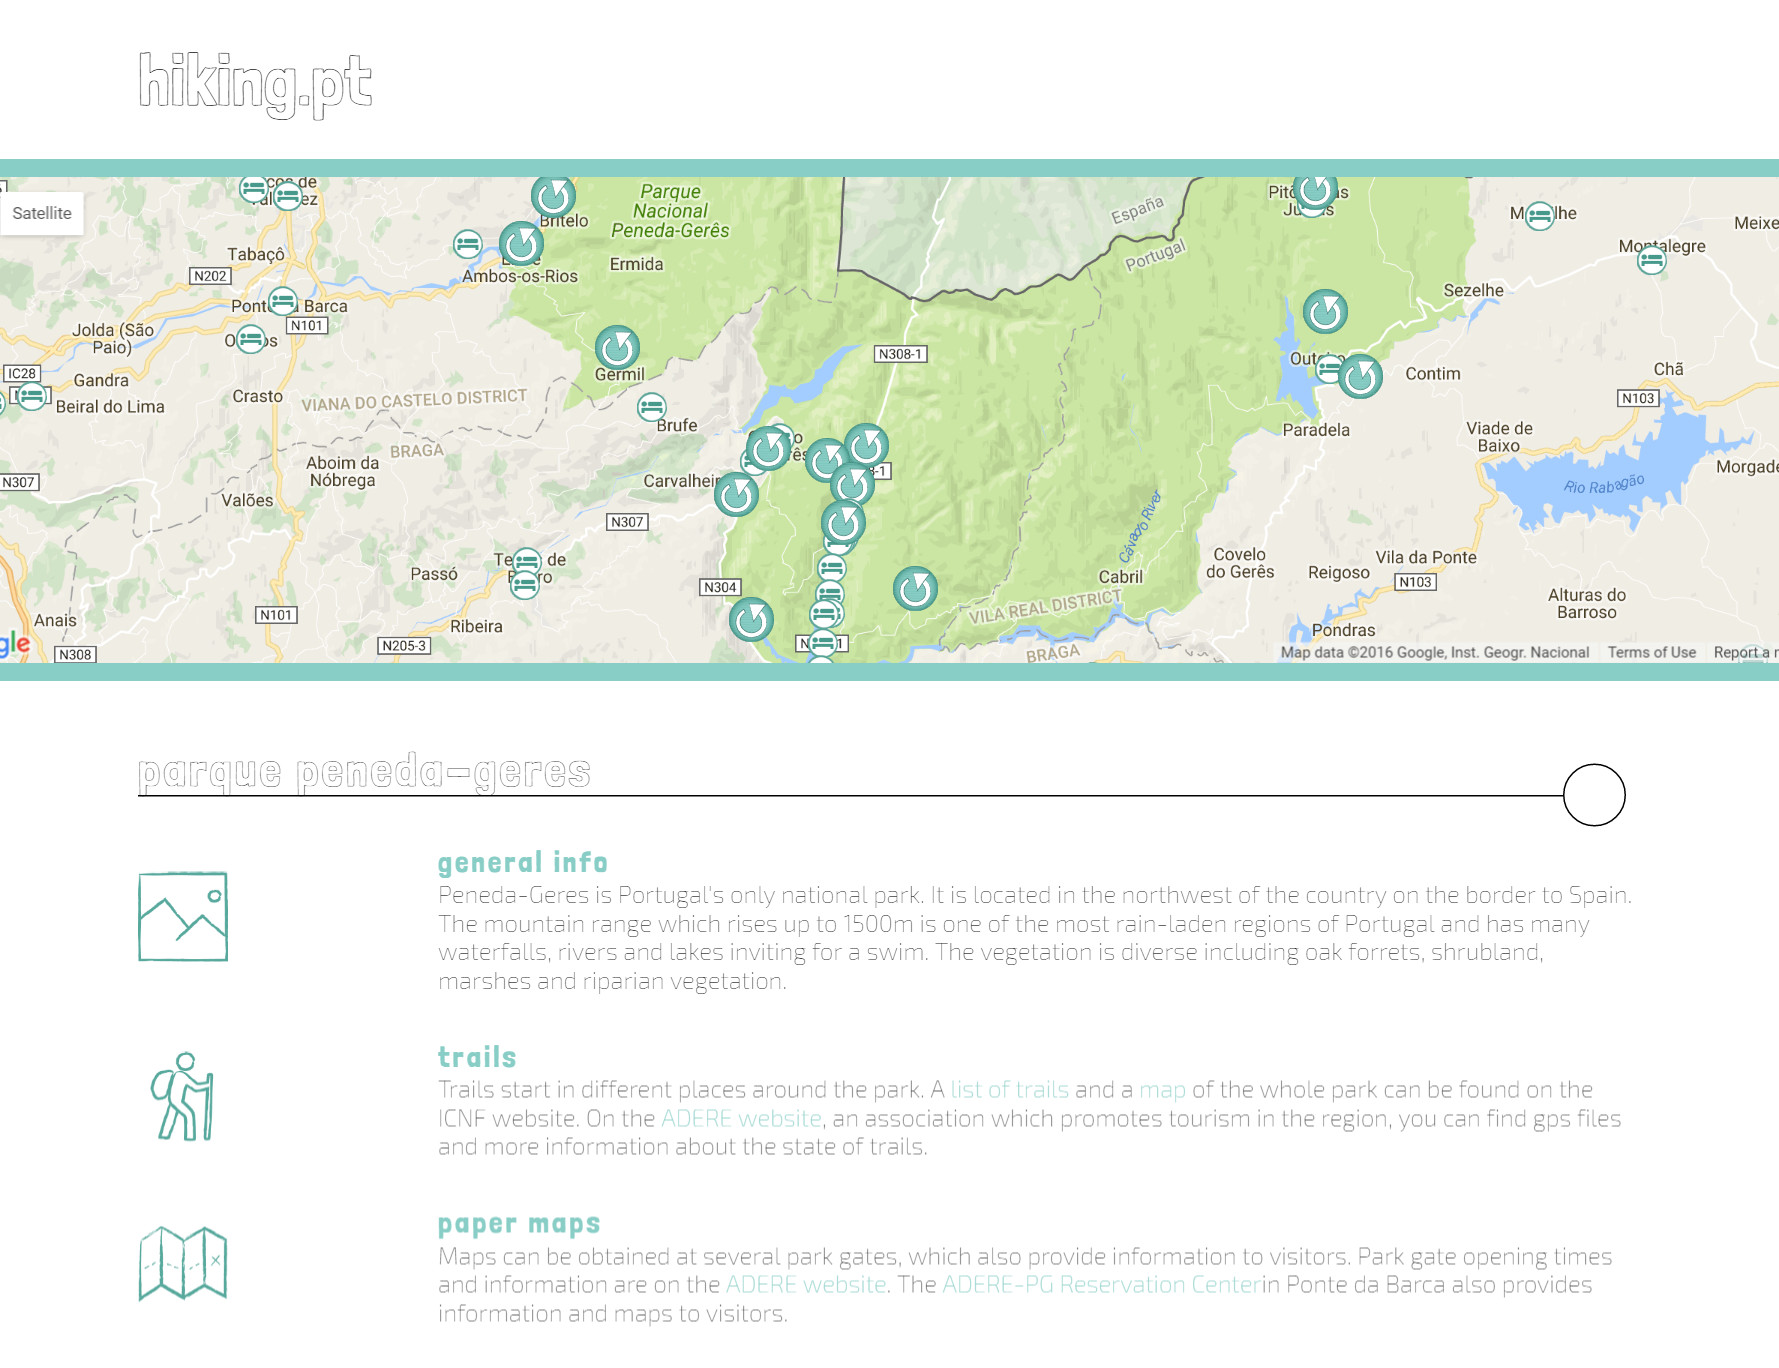 hiking.pt
Satellite
Tabaçô
N202
Jolda (São
Paio)
N101
Barca
IC28
Gandra
Beiral do Lima
Crasto
VIANA DO CASTELO DISTRICT
BRAGA
Aboim da
Nóbrega
N307
Valões
Passó
Anais
N101
N308
N205-3
Ribeira
Britelo
Ambos-os-Rios
Parque
Nacional
Peneda-Gerês
Ermida
Germil
Brufe
N307
N304
N308-1
España
Portugal
Cávado River
Cabril
VILA REAL DISTRICT
BRAGA
Sezelhe
Montalegre
Contim
Paradela
Chã
N103
Viade de
Baixo
Rio Rabagão
Covelo
do Gerês
Reigoso
Vila da Ponte
N103
Alturas do
Barroso
Pondras
Map data ©2016 Google, Inst. Geogr. Nacional
Terms of Use
Report a
parque peneda-geres
general info
Peneda-Geres is Portugal's only national park. It is located in the northwest of the country on the border to Spain.
The mountain range which rises up to 1500m is one of the most rain-laden regions of Portugal and has many
waterfalls, rivers and lakes inviting for a swim. The vegetation is diverse including oak forrets, shrubland,
marshes and riparian vegetation.
trails
Trails start in different places around the park. A list of trails and a map of the whole park can be found on the
ICNF website. On the ADERE website, an association which promotes tourism in the region, you can find gps files
and more information about the state of trails.
paper maps
Maps can be obtained at several park gates, which also provide information to visitors. Park gate opening times
and information are on the ADERE website. The ADERE-PG Reservation Centerin Ponte da Barca also provides
information and maps to visitors.